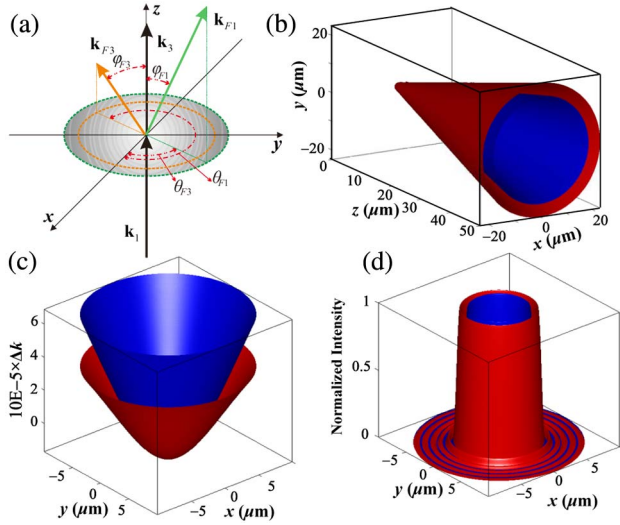 (a)
z
k_F3
k_3
k_F1
φ_F3
φ_F1
y
x
θ_F3
θ_F1
k_1
(b)
y (μm)
20
0
−20
0
10
20
30
40
50
z (μm)
−20
0
20
x (μm)
(c)
10E−5×Δk
6
4
2
0
−5
0
5
y (μm)
−5
0
5
x (μm)
(d)
Normalized Intensity
1
0.5
0
−5
0
5
y (μm)
−5
0
5
x (μm)